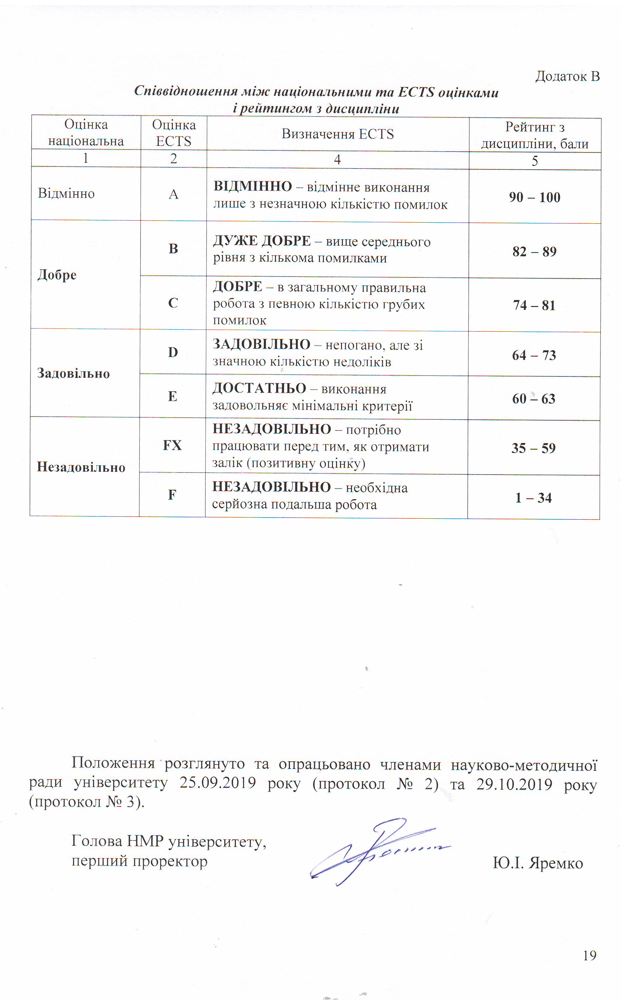 Додаток В
Співвідношення між національними та ECTS оцінками
і рейтингом з дисципліни
Оцінка
національна
Оцінка
ECTS
Визначення ECTS
Рейтинг з
дисципліни, бали
1
2
4
5
Відмінно
A
ВІДМІННО – відмінне виконання
лише з незначною кількістю помилок
90 – 100
Добре
B
ДУЖЕ ДОБРЕ – вище середнього
рівня з кількома помилками
82 – 89
C
ДОБРЕ – в загальному правильна
робота з певною кількістю грубих
помилок
74 – 81
Задовільно
D
ЗАДОВІЛЬНО – непогано, але зі
значною кількістю недоліків
64 – 73
E
ДОСТАТНЬО – виконання
задовольняє мінімальні критерії
60 – 63
Незадовільно
FX
НЕЗАДОВІЛЬНО – потрібно
працювати перед тим, як отримати
залік (позитивну оцінку)
35 – 59
F
НЕЗАДОВІЛЬНО – необхідна
серйозна подальша робота
1 – 34
Положення розглянуто та опрацьовано членами науково-методичної
ради університету 25.09.2019 року (протокол № 2) та 29.10.2019 року
(протокол № 3).
Голова НМР університету,
перший проректор
Ю.І. Яремко
19